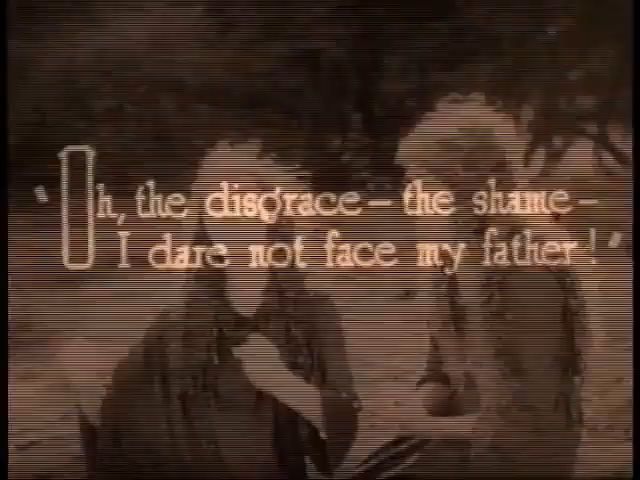 "Oh, the disgrace — the shame —
I dare not face my father!"